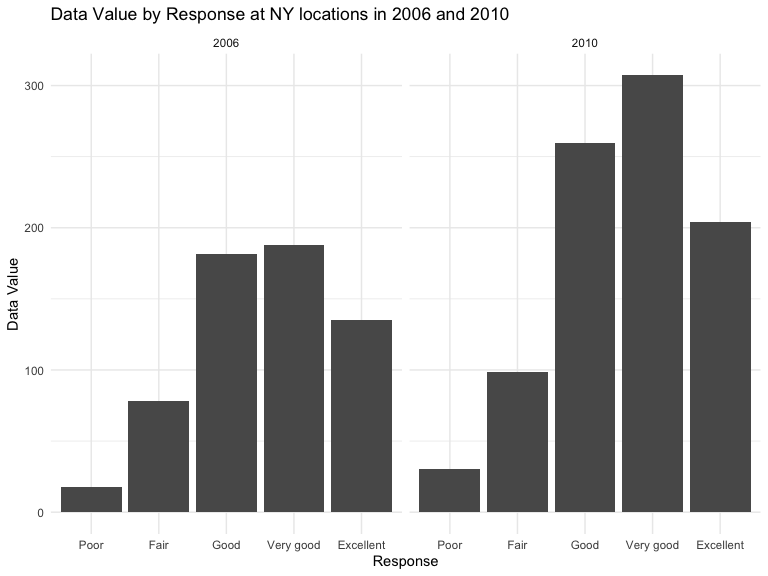 Data Value by Response at NY locations in 2006 and 2010
2006 2010
300
200
100
0
Data Value
Poor Fair Good Very good Excellent Poor Fair Good Very good Excellent
Response